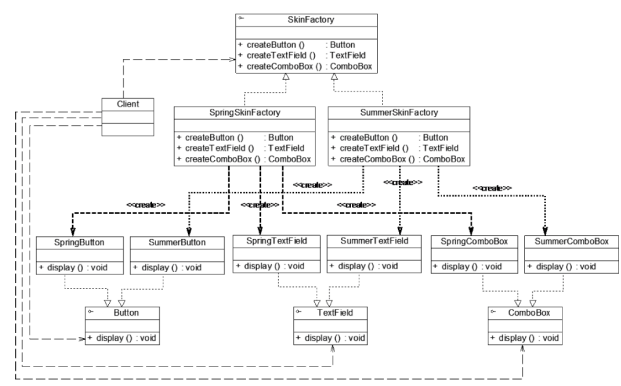 SkinFactory
+ createButton () : Button
+ createTextField () : TextField
+ createComboBox () : ComboBox
Client
SpringSkinFactory
+ createButton () : Button
+ createTextField () : TextField
+ createComboBox () : ComboBox
SummerSkinFactory
+ createButton () : Button
+ createTextField () : TextField
+ createComboBox () : ComboBox
<<create>>
<<create>>
<<create>>
<<create>>
<<create>>
<<create>>
SpringButton
+ display () : void
SummerButton
+ display () : void
SpringTextField
+ display () : void
SummerTextField
+ display () : void
SpringComboBox
+ display () : void
SummerComboBox
+ display () : void
Button
+ display () : void
TextField
+ display () : void
ComboBox
+ display () : void